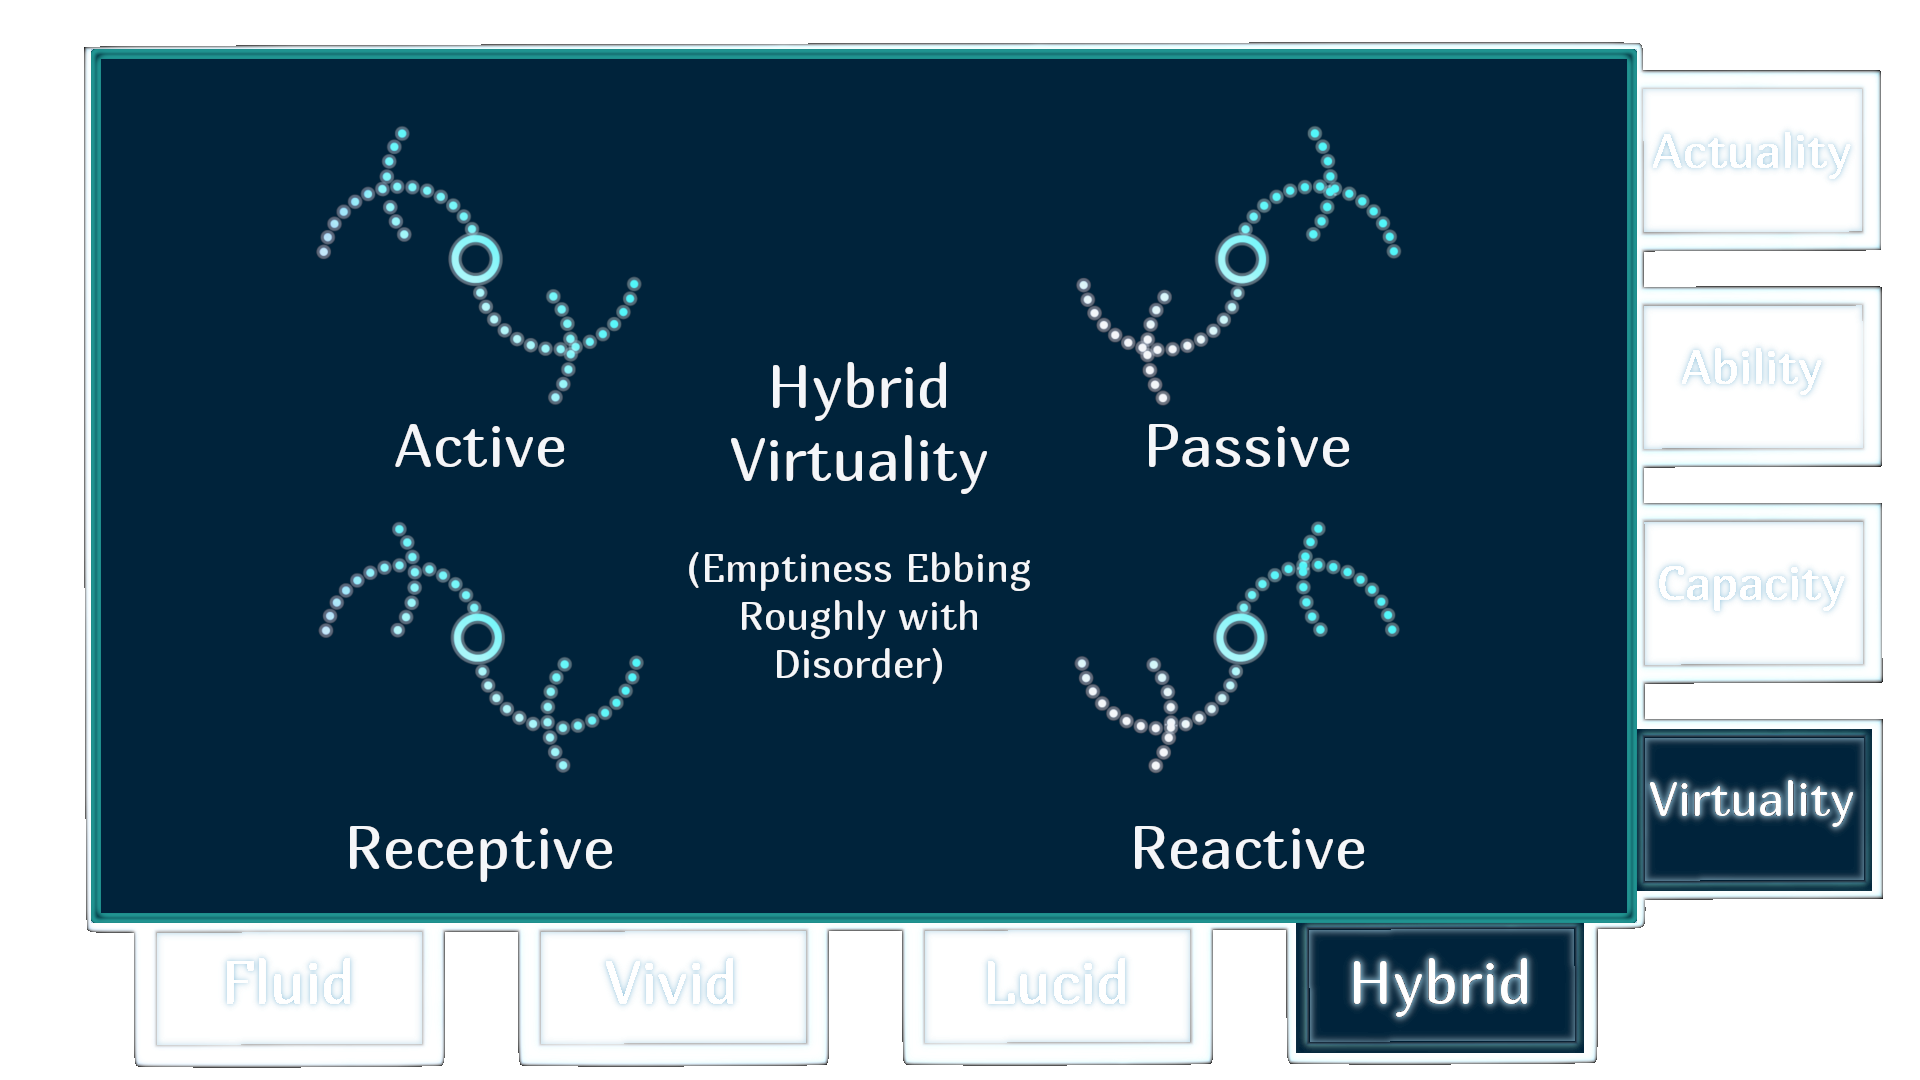 Actuality
Active
Hybrid
Virtuality
Passive
Ability
(Emptiness Ebbing
Roughly with
Disorder)
Capacity
Receptive
Reactive
Virtuality
Fluid
Vivid
Lucid
Hybrid